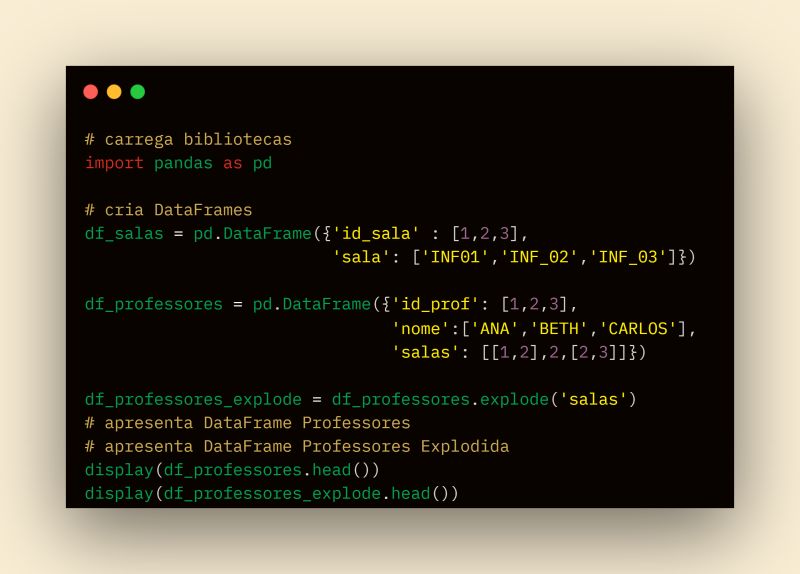 # carrega bibliotecas
import pandas as pd
# cria DataFrames
df_salas = pd.DataFrame({'id_sala' : [1,2,3],
'sala': ['INF01','INF_02','INF_03']})
df_professores = pd.DataFrame({'id_prof': [1,2,3],
'nome':['ANA','BETH','CARLOS'],
'salas': [[1,2],2,[2,3]]})
df_professores_explode = df_professores.explode('salas')
# apresenta DataFrame Professores
# apresenta DataFrame Professores Explodida
display(df_professores.head())
display(df_professores_explode.head())